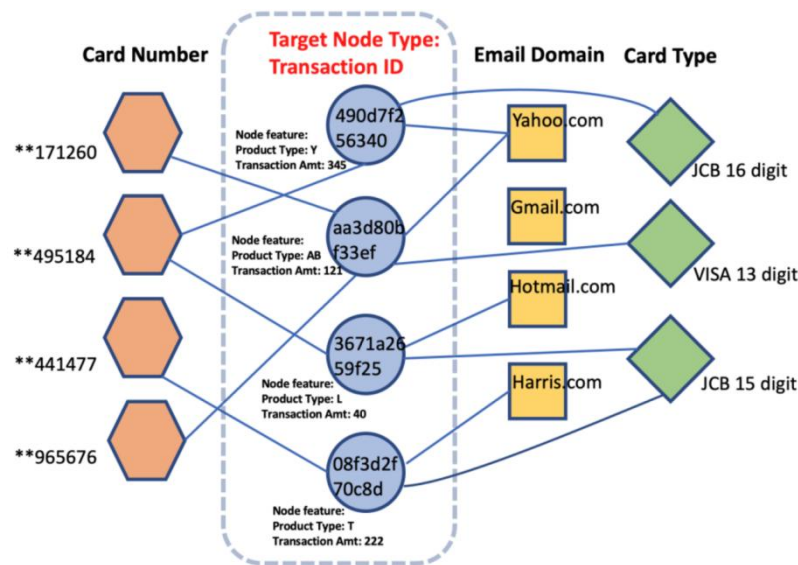 Card Number
Target Node Type:
Transaction ID
Email Domain
Card Type
**171260
**495184
**441477
**965676
490d7f2
56340
Node feature:
Product Type: Y
Transaction Amt: 345
aa3d80b
f33ef
Node feature:
Product Type: AB
Transaction Amt: 121
3671a26
59f25
Node feature:
Product Type: L
Transaction Amt: 40
08f3d2f
70c8d
Node feature:
Product Type: T
Transaction Amt: 222
Yahoo.com
Gmail.com
Hotmail.com
Harris.com
JCB 16 digit
VISA 13 digit
JCB 15 digit